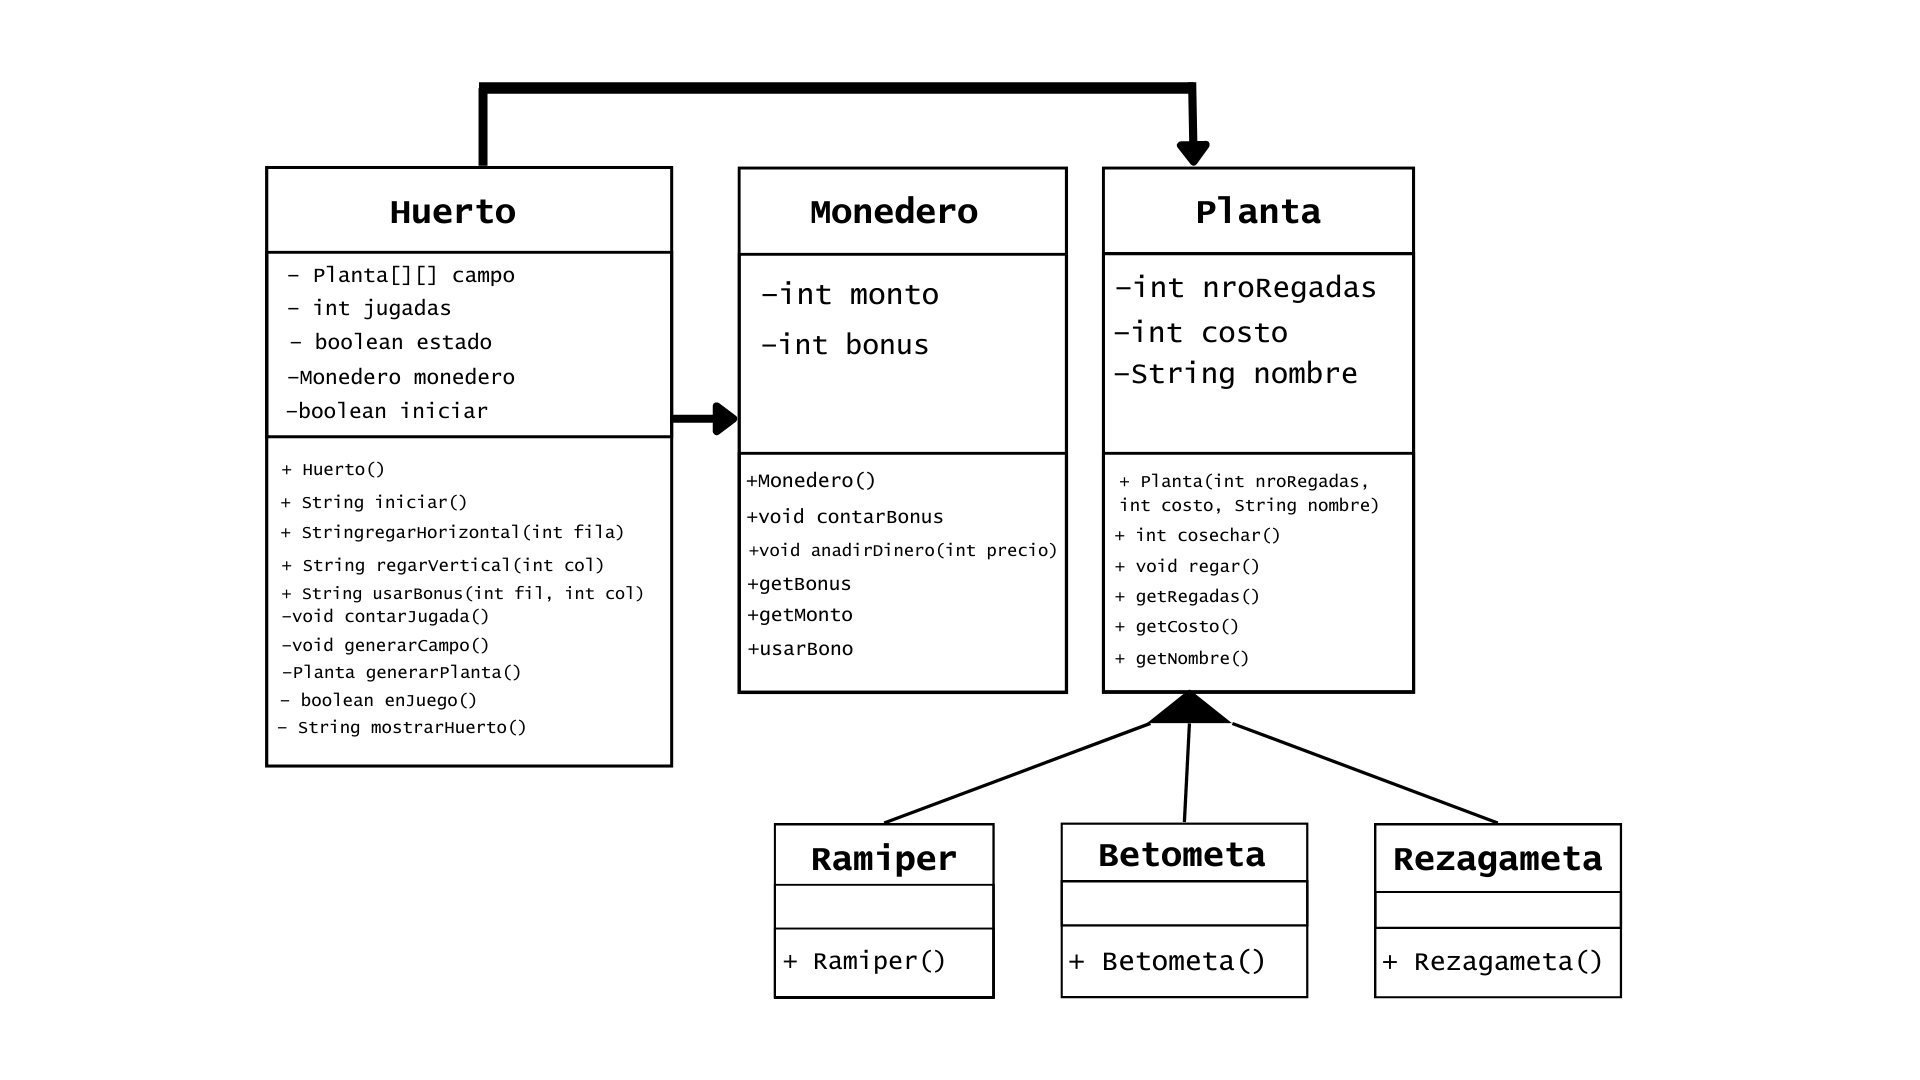 Huerto
– Planta[][] campo
– int jugadas
– boolean estado
–Monedero monedero
–boolean iniciar
+ Huerto()
+ String iniciar()
+ StringregarHorizontal(int fila)
+ String regarVertical(int col)
+ String usarBonus(int fil, int col)
–void contarJugada()
–void generarCampo()
–Planta generarPlanta()
– boolean enJuego()
– String mostrarHuerto()
Monedero
–int monto
–int bonus
+Monedero()
+void contarBonus
+void anadirDinero(int precio)
+getBonus
+getMonto
+usarBono
Planta
–int nroRegadas
–int costo
–String nombre
+ Planta(int nroRegadas,
int costo, String nombre)
+ int cosechar()
+ void regar()
+ getRegadas()
+ getCosto()
+ getNombre()
Ramiper
+ Ramiper()
Betometa
+ Betometa()
Rezagameta
+ Rezagameta()